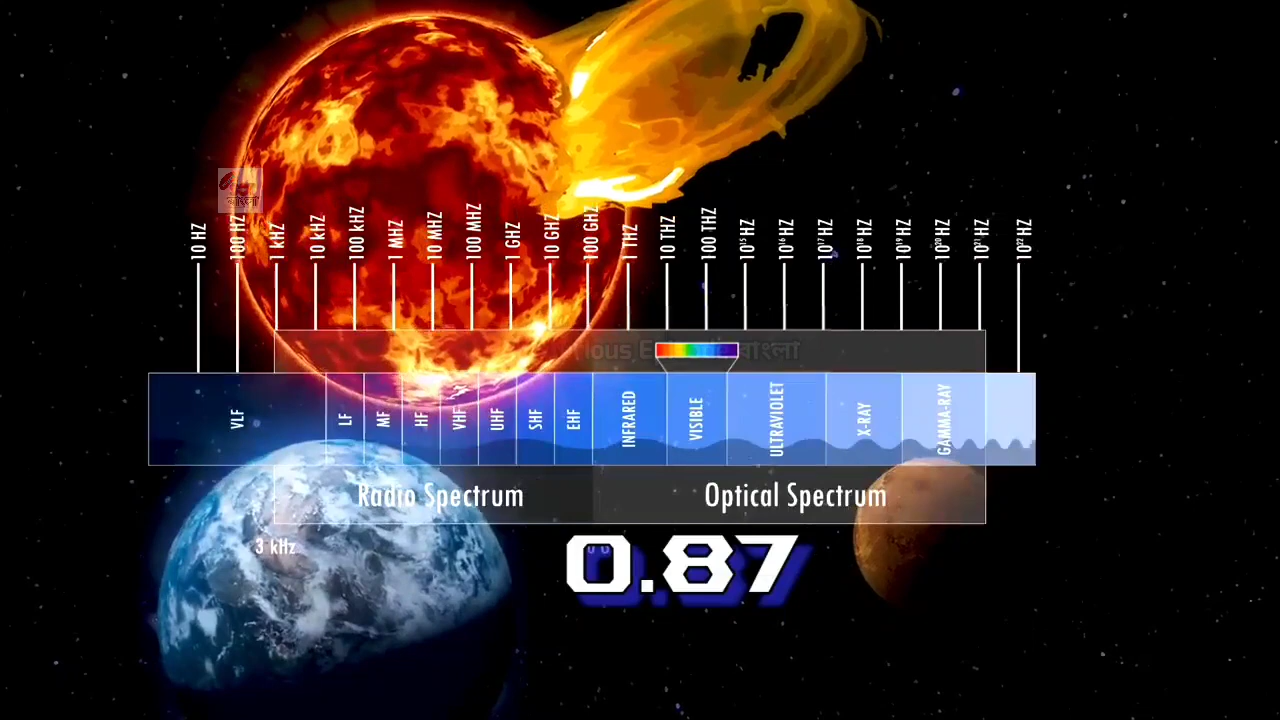 10 HZ
100 HZ
1 kHZ
10 kHZ
100 kHZ
1 MHZ
10 MHZ
100 MHZ
1 GHZ
10 GHZ
100 GHZ
1 THZ
10 THZ
100 THZ
10¹⁵ HZ
10¹⁶ HZ
10¹⁷ HZ
10¹⁸ HZ
10¹⁹ HZ
10²⁰ HZ
10²¹ HZ
10²² HZ
বাংলা
বাংলা
VLF
LF
MF
HF
VHF
UHF
SHF
EHF
INFRARED
VISIBLE
ULTRAVIOLET
X-RAY
GAMMA-RAY
Radio Spectrum
Optical Spectrum
3 kHz
0.87